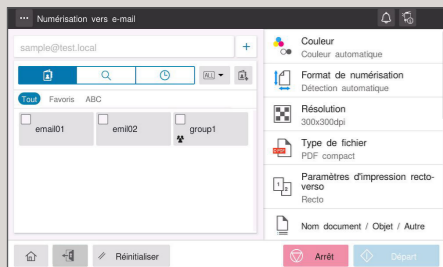 ... Numérisation vers e-mail
sample@test.local
+
ALL
Tout Favoris ABC
email01
emil02
group1
Couleur
Couleur automatique
Format de numérisation
Détection automatique
Résolution
300x300dpi
Type de fichier
PDF compact
Paramètres d'impression recto-
verso
Recto
Nom document / Objet / Autre
Réinitialiser
Arrêt
Départ